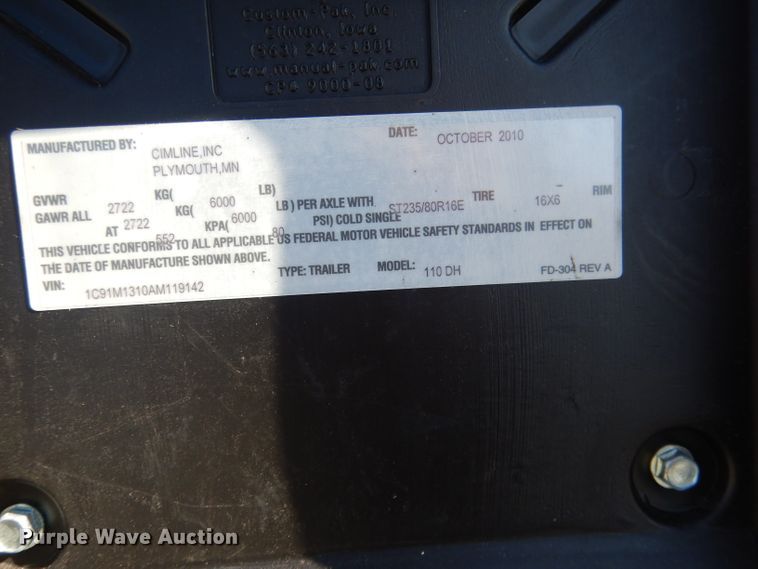 Custom-Pak, Inc.
Clinton, Iowa
(563) 242-1801
www.manual-pak.com
CP# 9000-08
MANUFACTURED BY: CIMLINE,INC DATE: OCTOBER 2010
PLYMOUTH,MN
GVWR 2722 KG( 6000 LB)
GAWR ALL 2722 KG( 6000 LB ) PER AXLE WITH ST235/80R16E TIRE 16X6 RIM
AT 552 KPA( 80 PSI) COLD SINGLE
THIS VEHICLE CONFORMS TO ALL APPLICABLE US FEDERAL MOTOR VEHICLE SAFETY STANDARDS IN EFFECT ON
THE DATE OF MANUFACTURE SHOWN ABOVE.
VIN: 1C91M1310AM119142 TYPE: TRAILER MODEL: 110 DH FD-304 REV A
Purple Wave Auction